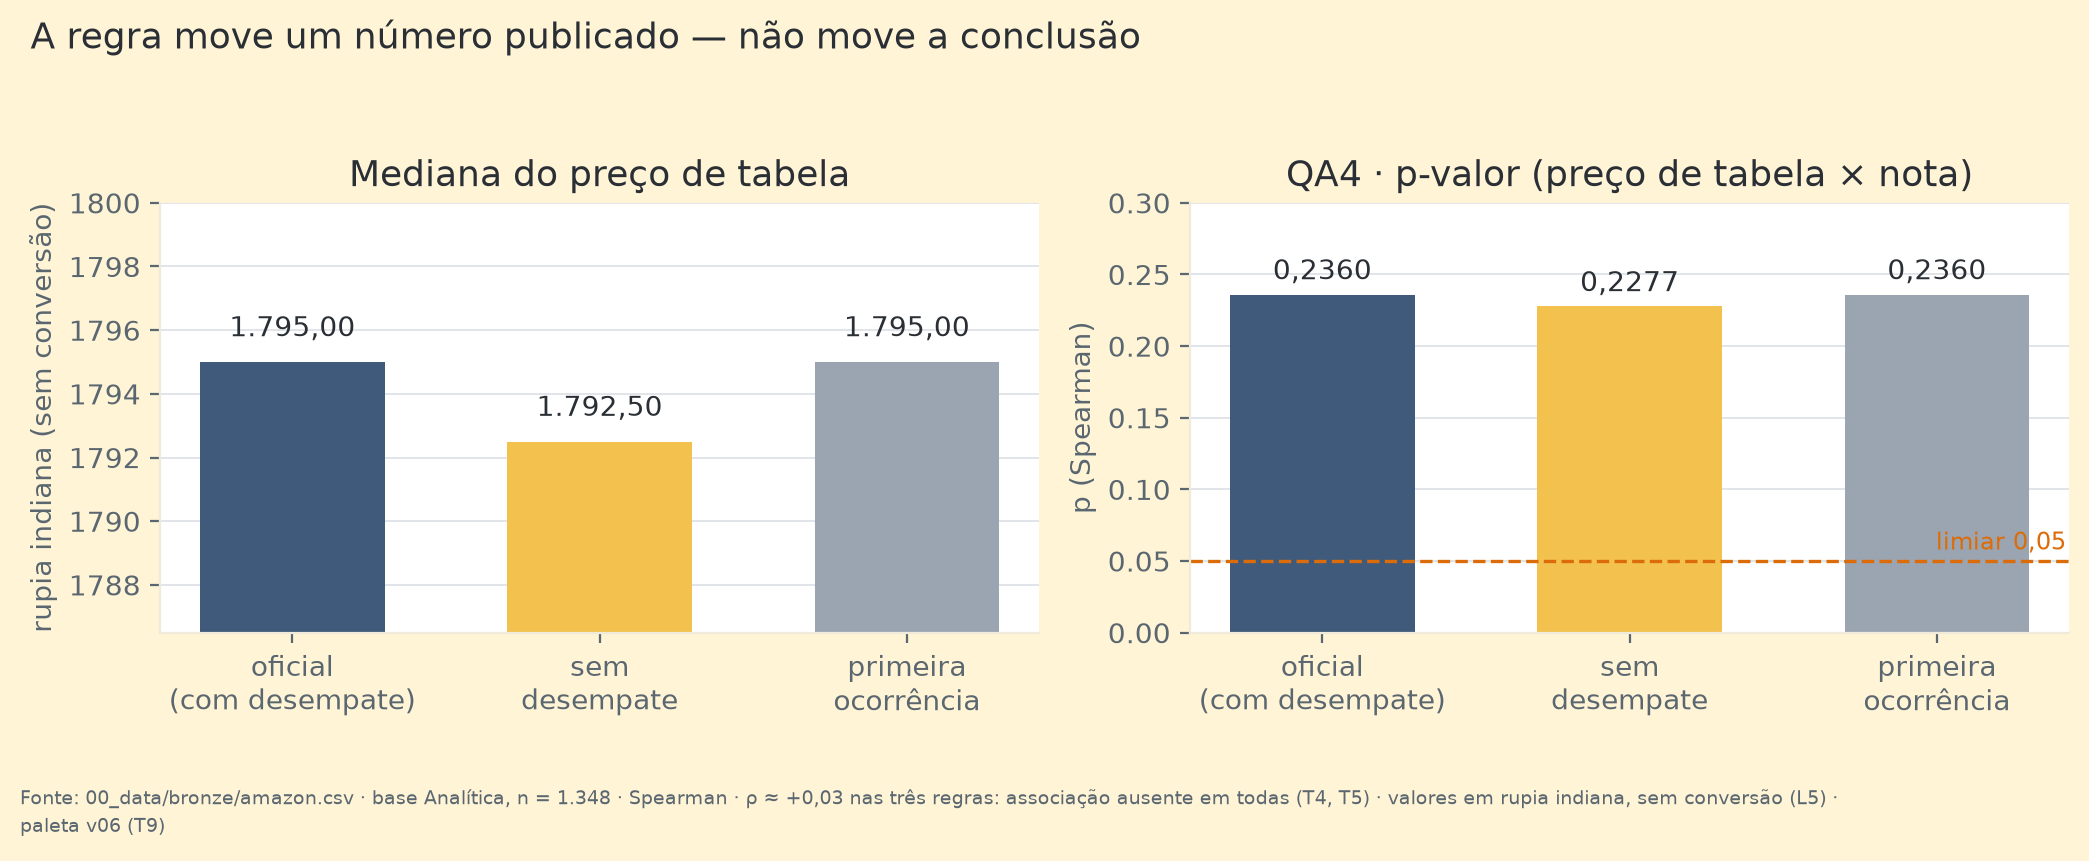 A regra move um número publicado — não move a conclusão
Mediana do preço de tabela
rupia indiana (sem conversão)
1800
1798
1796
1794
1792
1790
1788
1.795,00
1.792,50
1.795,00
oficial
(com desempate)
sem
desempate
primeira
ocorrência
QA4 · p-valor (preço de tabela × nota)
p (Spearman)
0.30
0.25
0.20
0.15
0.10
0.05
0.00
0,2360
0,2277
0,2360
limiar 0,05
oficial
(com desempate)
sem
desempate
primeira
ocorrência
Fonte: 00_data/bronze/amazon.csv · base Analítica, n = 1.348 · Spearman · ρ ≈ +0,03 nas três regras: associação ausente em todas (T4, T5) · valores em rupia indiana, sem conversão (L5) ·
paleta v06 (T9)